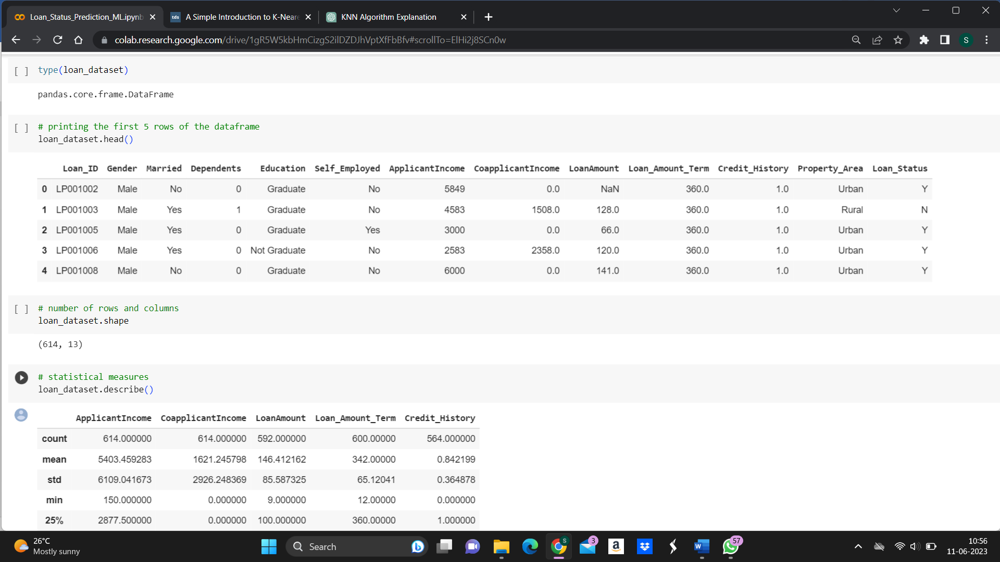 Loan_Status_Prediction_ML.ipynb
tds A Simple Introduction to K-Neare
KNN Algorithm Explanation
colab.research.google.com/drive/1gR5W5kbHmCizgS2ilDZDJhVptXfFbBfv#scrollTo=ElHi2j8SCn0w
S
[ ] type(loan_dataset)
pandas.core.frame.DataFrame
[ ] # printing the first 5 rows of the dataframe
loan_dataset.head()
Loan_ID Gender Married Dependents Education Self_Employed ApplicantIncome CoapplicantIncome LoanAmount Loan_Amount_Term Credit_History Property_Area Loan_Status
0 LP001002 Male No 0 Graduate No 5849 0.0 NaN 360.0 1.0 Urban Y
1 LP001003 Male Yes 1 Graduate No 4583 1508.0 128.0 360.0 1.0 Rural N
2 LP001005 Male Yes 0 Graduate Yes 3000 0.0 66.0 360.0 1.0 Urban Y
3 LP001006 Male Yes 0 Not Graduate No 2583 2358.0 120.0 360.0 1.0 Urban Y
4 LP001008 Male No 0 Graduate No 6000 0.0 141.0 360.0 1.0 Urban Y
[ ] # number of rows and columns
loan_dataset.shape
(614, 13)
# statistical measures
loan_dataset.describe()
ApplicantIncome CoapplicantIncome LoanAmount Loan_Amount_Term Credit_History
count 614.000000 614.000000 592.000000 600.00000 564.000000
mean 5403.459283 1621.245798 146.412162 342.00000 0.842199
std 6109.041673 2926.248369 85.587325 65.12041 0.364878
min 150.000000 0.000000 9.000000 12.00000 0.000000
25% 2877.500000 0.000000 100.000000 360.00000 1.000000
26°C
Mostly sunny
Search
S
3
a
W
57
10:56
11-06-2023